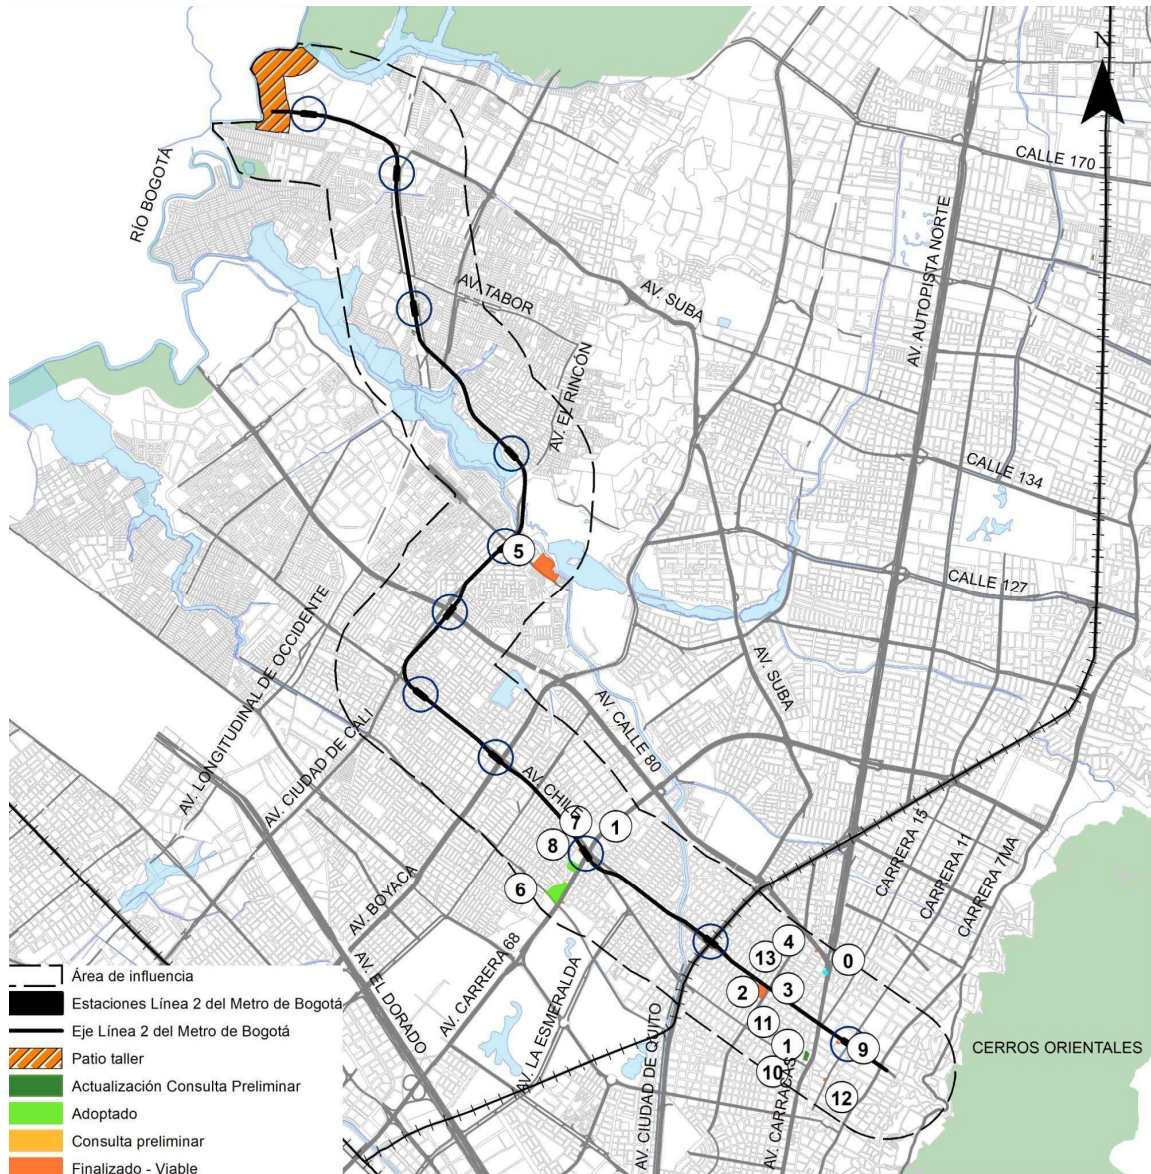 N
CALLE 170
RÍO BOGOTÁ
AV. AUTOPISTA NORTE
AV. TABOR
AV. SUBA
AV. EL RINCÓN
CALLE 134
5
CALLE 127
AV. LONGITUDINAL DE OCCIDENTE
AV. SUBA
AV. CIUDAD DE CALI
AV. CALLE 80
AV. CHILE
7
1
8
CARRERA 15
CARRERA 11
CARRERA 7MA
6
AV. BOYACA
AV. CARRERA 68
AV. EL DORADO
AV. LA ESMERALDA
AV. CIUDAD DE QUITO
4
13
0
2
3
11
1
9
10
12
AV. CARRACAS
CERROS ORIENTALES
Área de influencia
Estaciones Línea 2 del Metro de Bogotá
Eje Línea 2 del Metro de Bogotá
Patio taller
Actualización Consulta Preliminar
Adoptado
Consulta preliminar
Finalizado - Viable